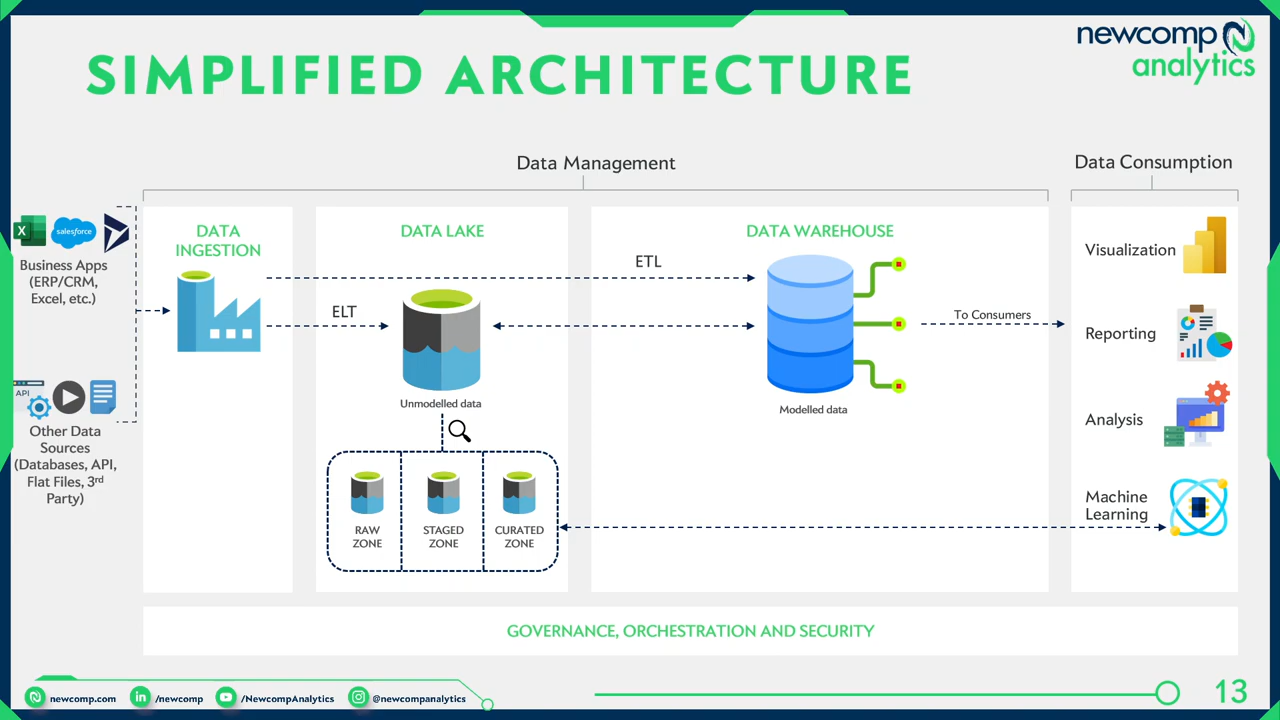 newcomp
analytics
SIMPLIFIED ARCHITECTURE
Data Management
Data Consumption
X
salesforce
Business Apps
(ERP/CRM,
Excel, etc.)
API
Other Data
Sources
(Databases, API,
Flat Files, 3rd
Party)
DATA
INGESTION
DATA LAKE
DATA WAREHOUSE
ETL
ELT
Unmodelled data
Modelled data
To Consumers
RAW
ZONE
STAGED
ZONE
CURATED
ZONE
Visualization
Reporting
Analysis
Machine
Learning
GOVERNANCE, ORCHESTRATION AND SECURITY
newcomp.com
in
/newcomp
/NewcompAnalytics
@newcompanalytics
13